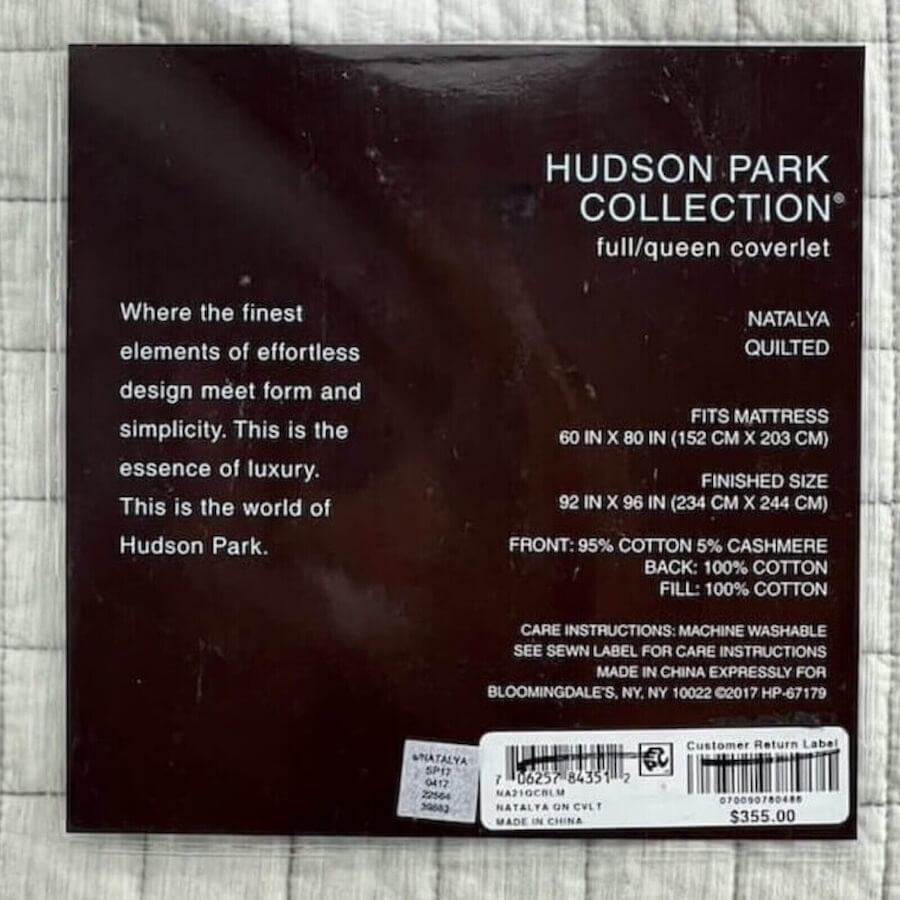 HUDSON PARK
COLLECTION®
full/queen coverlet
Where the finest
elements of effortless
design meet form and
simplicity. This is the
essence of luxury.
This is the world of
Hudson Park.
NATALYA
QUILTED
FITS MATTRESS
60 IN X 80 IN (152 CM X 203 CM)
FINISHED SIZE
92 IN X 96 IN (234 CM X 244 CM)
FRONT: 95% COTTON 5% CASHMERE
BACK: 100% COTTON
FILL: 100% COTTON
CARE INSTRUCTIONS: MACHINE WASHABLE
SEE SEWN LABEL FOR CARE INSTRUCTIONS
MADE IN CHINA EXPRESSLY FOR
BLOOMINGDALE'S, NY, NY 10022 ©2017 HP-67179
NATALYA
SP17
0417
22564
7 06257 84351 2
NA21QCBLM
NATALYA QN CVLT
MADE IN CHINA
Customer Return Label
070090780486
$355.00